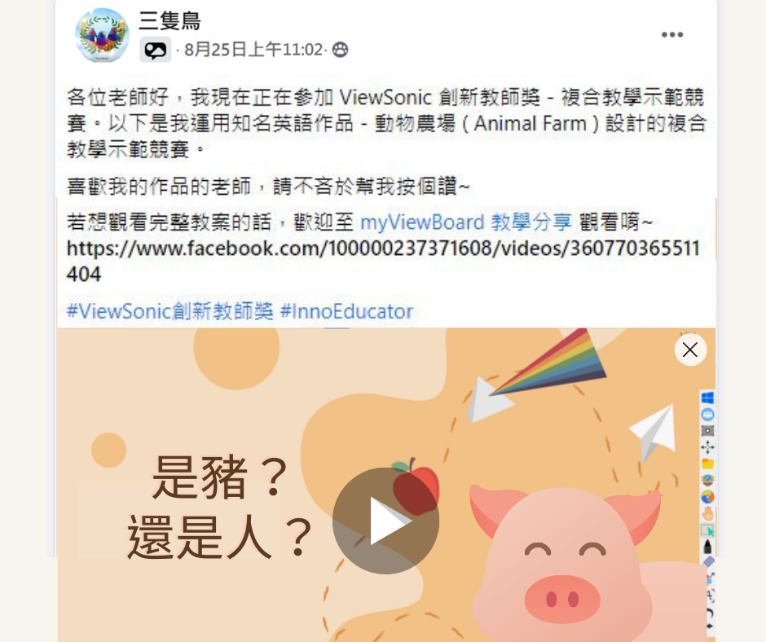 三隻鳥
· 8月25日上午11:02·
各位老師好，我現在正在參加 ViewSonic 創新教師獎 - 複合教學示範競
賽。以下是我運用知名英語作品 - 動物農場 ( Animal Farm ) 設計的複合
教學示範競賽。
喜歡我的作品的老師，請不吝於幫我按個讚~
若想觀看完整教案的話，歡迎至 myViewBoard 教學分享 觀看唷~
https://www.facebook.com/100000237371608/videos/360770365511
404
#ViewSonic創新教師獎 #InnoEducator
是豬？
還是人？